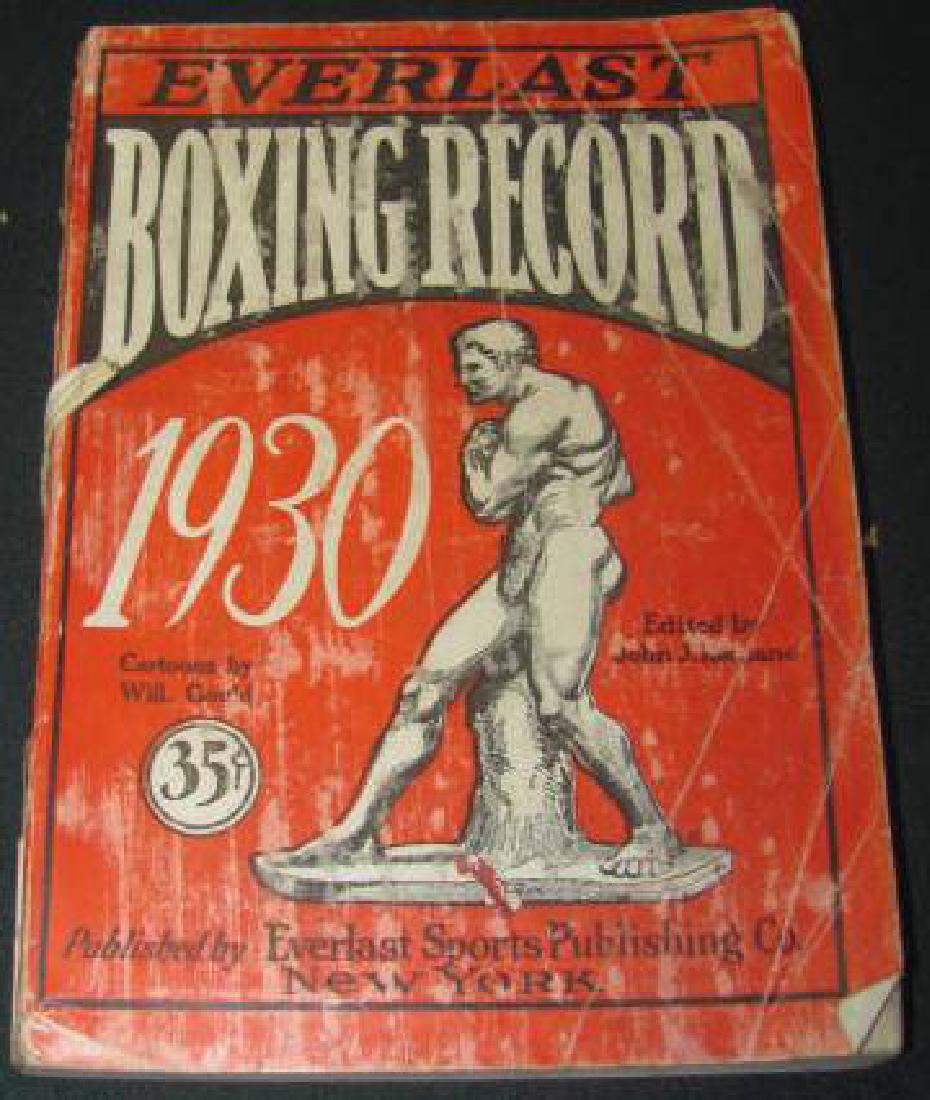 EVERLAST
BOXING RECORD
1930
Edited by
John J.
Cartoons by
Will. Gould
35¢
Published by Everlast Sports Publishing Co.
NEW YORK.